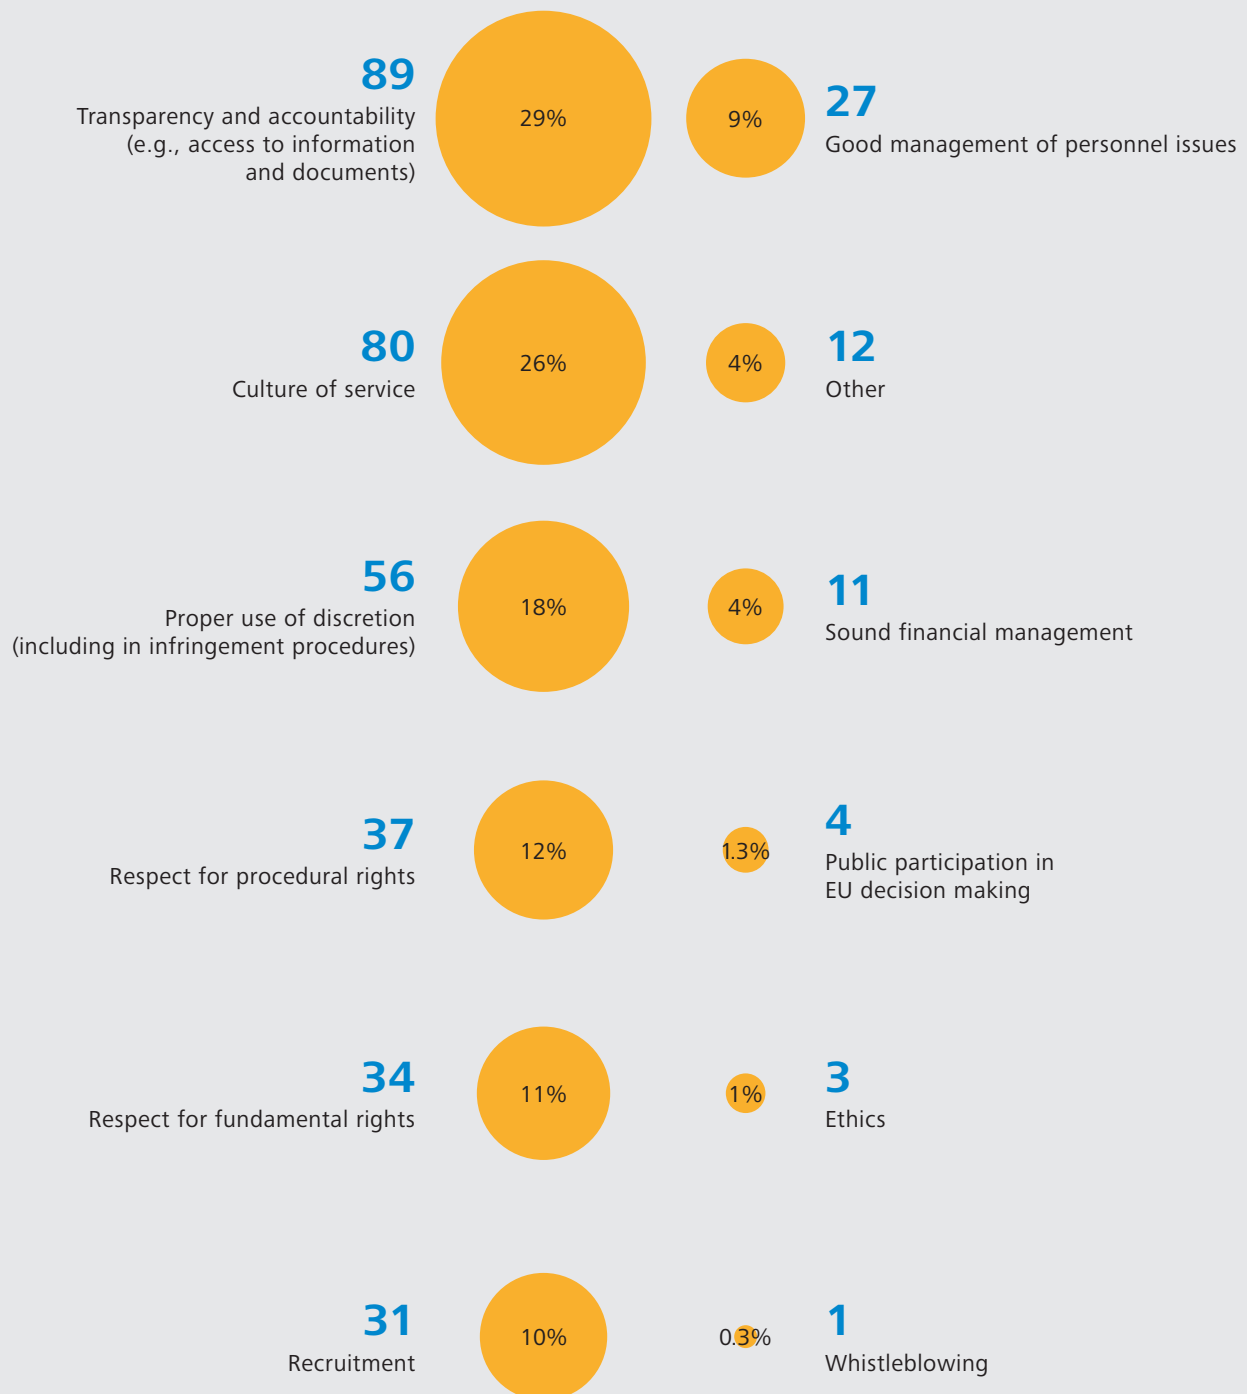 89
Transparency and accountability
(e.g., access to information
and documents)
29%
9%
27
Good management of personnel issues
80
Culture of service
26%
4%
12
Other
56
Proper use of discretion
(including in infringement procedures)
18%
4%
11
Sound financial management
37
Respect for procedural rights
12%
1.3%
4
Public participation in
EU decision making
34
Respect for fundamental rights
11%
1%
3
Ethics
31
Recruitment
10%
0.3%
1
Whistleblowing